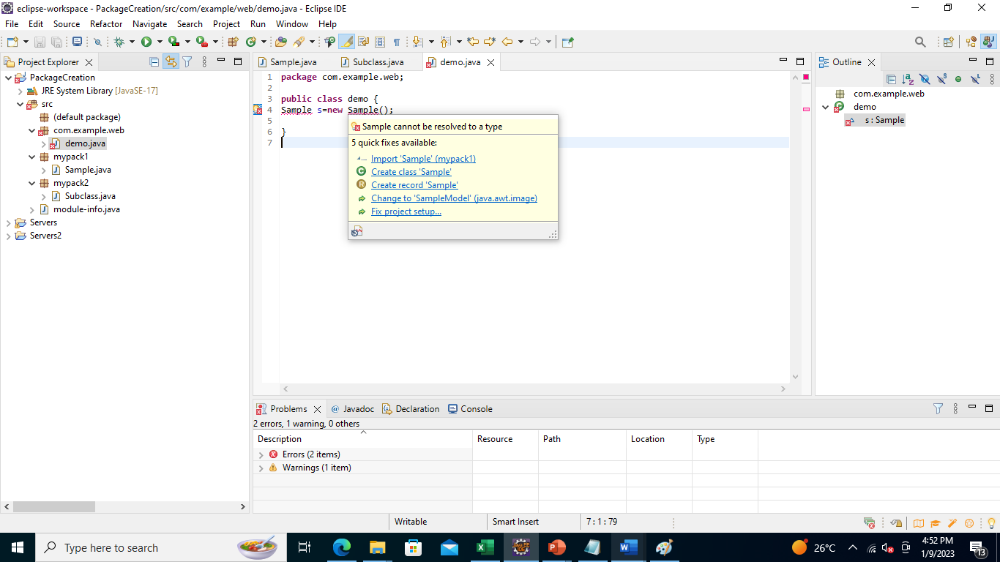 eclipse-workspace - PackageCreation/src/com/example/web/demo.java - Eclipse IDE
File Edit Source Refactor Navigate Search Project Run Window Help
Project Explorer
PackageCreation
JRE System Library [JavaSE-17]
src
(default package)
com.example.web
demo.java
mypack1
Sample.java
mypack2
Subclass.java
module-info.java
Servers
Servers2
Sample.java Subclass.java demo.java
1 package com.example.web;
2
3 public class demo {
4 Sample s=new Sample();
5
6 }
7
Sample cannot be resolved to a type
5 quick fixes available:
Import 'Sample' (mypack1)
Create class 'Sample'
Create record 'Sample'
Change to 'SampleModel' (java.awt.image)
Fix project setup...
Outline
com.example.web
demo
s : Sample
Problems Javadoc Declaration Console
2 errors, 1 warning, 0 others
Description Resource Path Location Type
Errors (2 items)
Warnings (1 item)
Writable Smart Insert 7 : 1 : 79
Type here to search
26°C
4:52 PM
1/9/2023
13